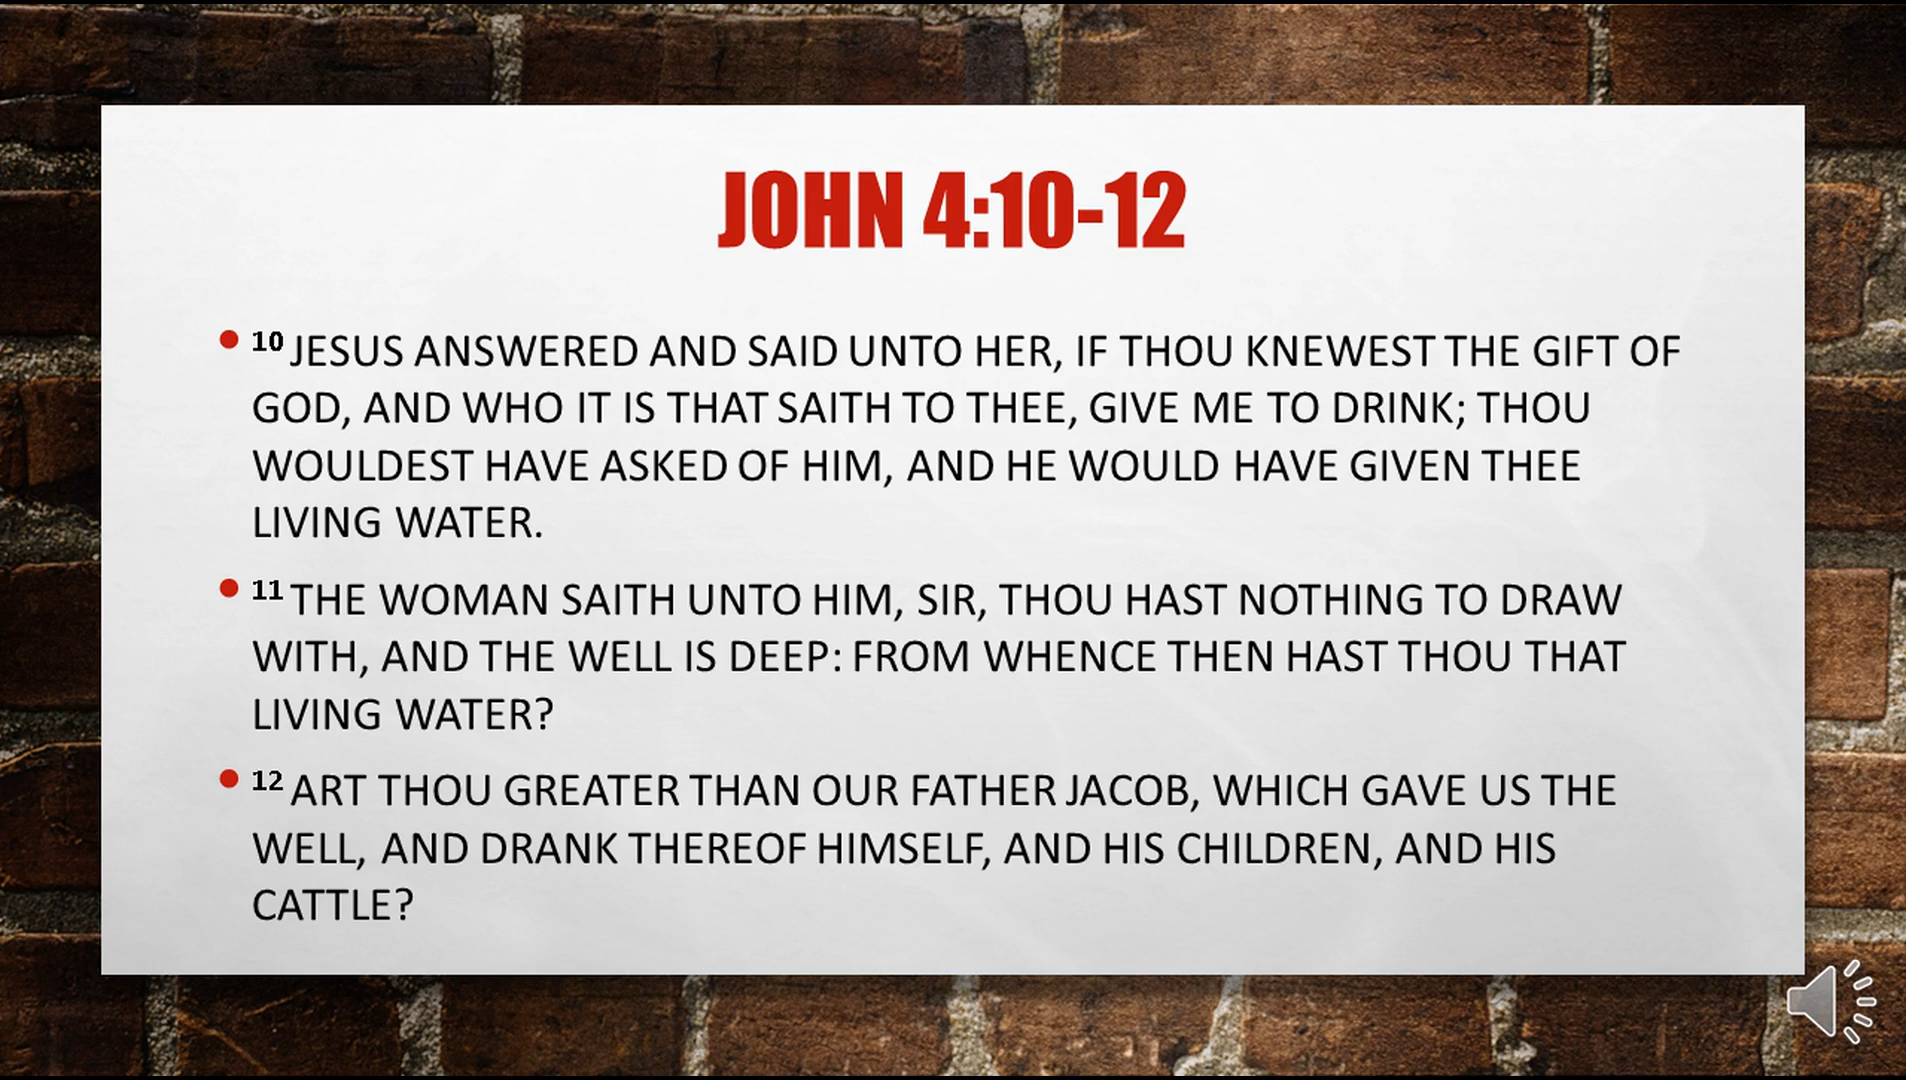 JOHN 4:10-12
• 10 JESUS ANSWERED AND SAID UNTO HER, IF THOU KNEWEST THE GIFT OF
GOD, AND WHO IT IS THAT SAITH TO THEE, GIVE ME TO DRINK; THOU
WOULDEST HAVE ASKED OF HIM, AND HE WOULD HAVE GIVEN THEE
LIVING WATER.
• 11 THE WOMAN SAITH UNTO HIM, SIR, THOU HAST NOTHING TO DRAW
WITH, AND THE WELL IS DEEP: FROM WHENCE THEN HAST THOU THAT
LIVING WATER?
• 12 ART THOU GREATER THAN OUR FATHER JACOB, WHICH GAVE US THE
WELL, AND DRANK THEREOF HIMSELF, AND HIS CHILDREN, AND HIS
CATTLE?